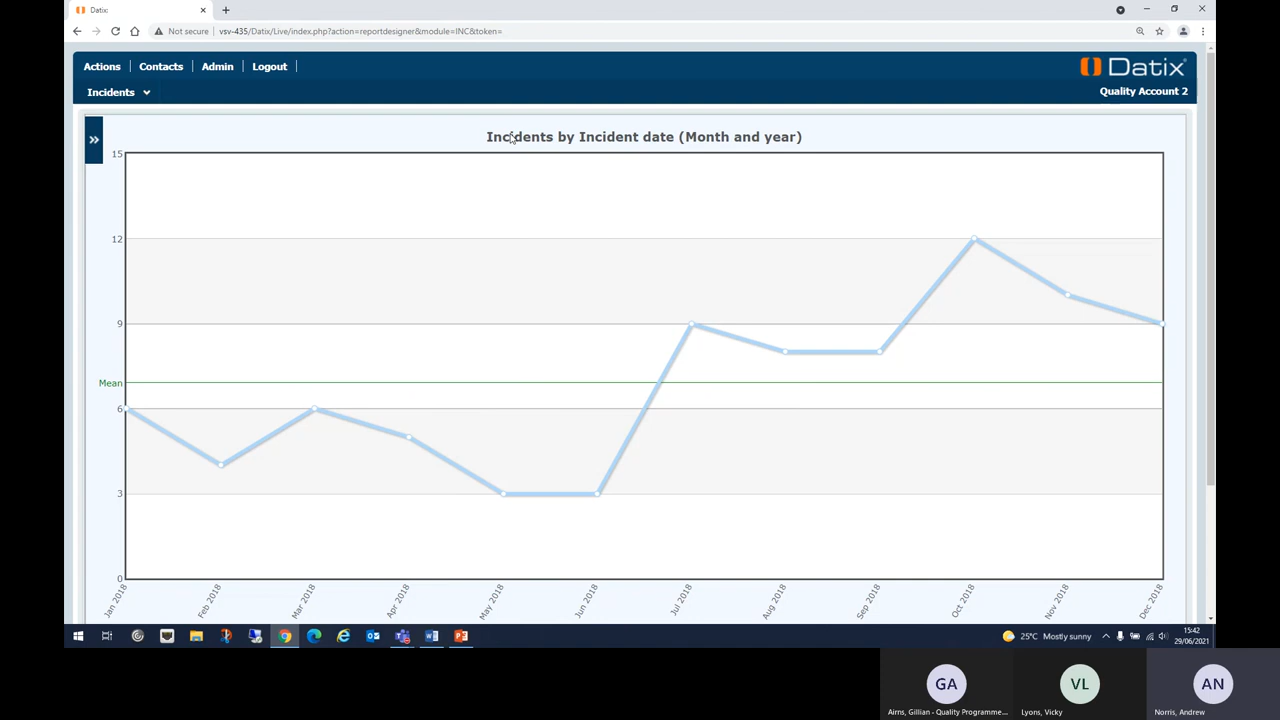 Datix:
Not secure | vsv-435/Datix/Live/index.php?action=reportdesigner&module=INC&token=
Actions | Contacts | Admin | Logout |
Datix
Incidents
Quality Account 2
»
Incidents by Incident date (Month and year)
15
12
9
Mean
6
3
0
Jan 2018 Feb 2018 Mar 2018 Apr 2018 May 2018 Jun 2018 Jul 2018 Aug 2018 Sep 2018 Oct 2018 Nov 2018 Dec 2018
25°C Mostly sunny
15:42
29/06/2021
GA VL AN
Airns, Gillian - Quality Programme... Lyons, Vicky Norris, Andrew